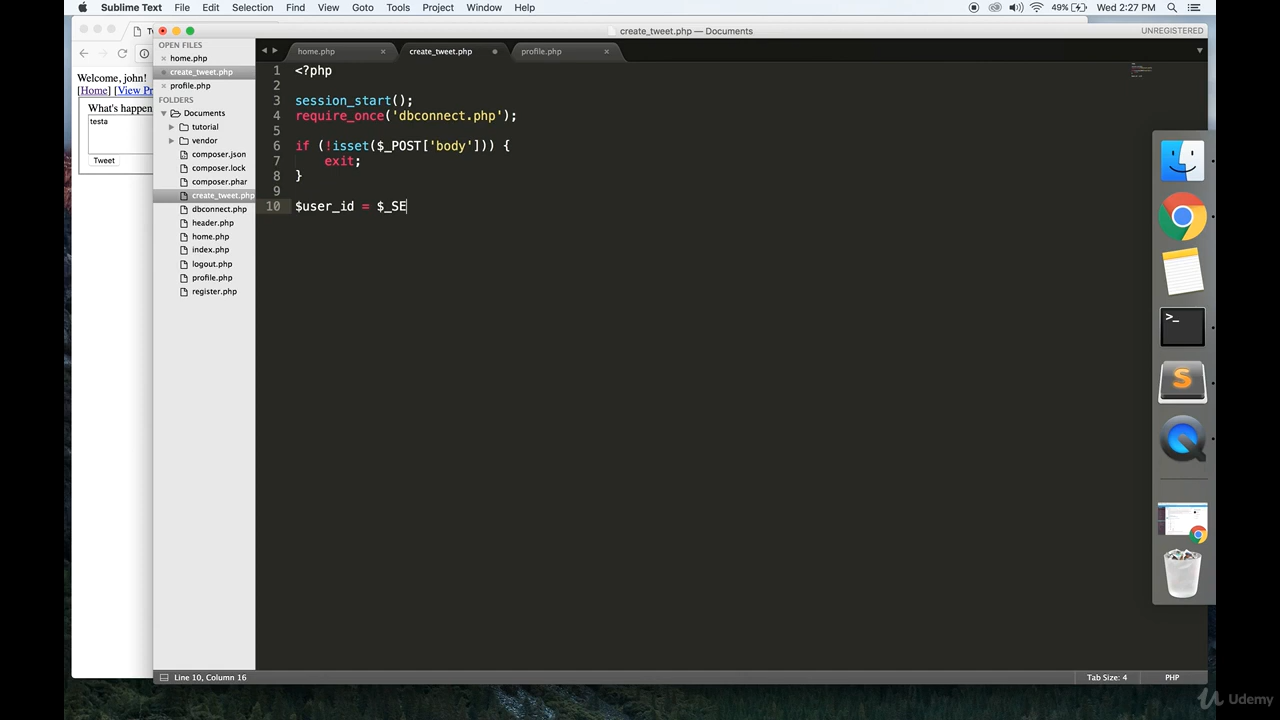 Sublime Text File Edit Selection Find View Goto Tools Project Window Help 49% Wed 2:27 PM
create_tweet.php — Documents UNREGISTERED
OPEN FILES
home.php
create_tweet.php
profile.php
FOLDERS
Documents
tutorial
vendor
composer.json
composer.lock
composer.phar
create_tweet.php
dbconnect.php
header.php
home.php
index.php
logout.php
profile.php
register.php
home.php create_tweet.php profile.php
1 <?php
2
3 session_start();
4 require_once('dbconnect.php');
5
6 if (!isset($_POST['body'])) {
7 exit;
8 }
9
10 $user_id = $_SE
Welcome, john!
[Home] [View Pr
What's happen
testa
Tweet
Line 10, Column 16 Tab Size: 4 PHP
Udemy